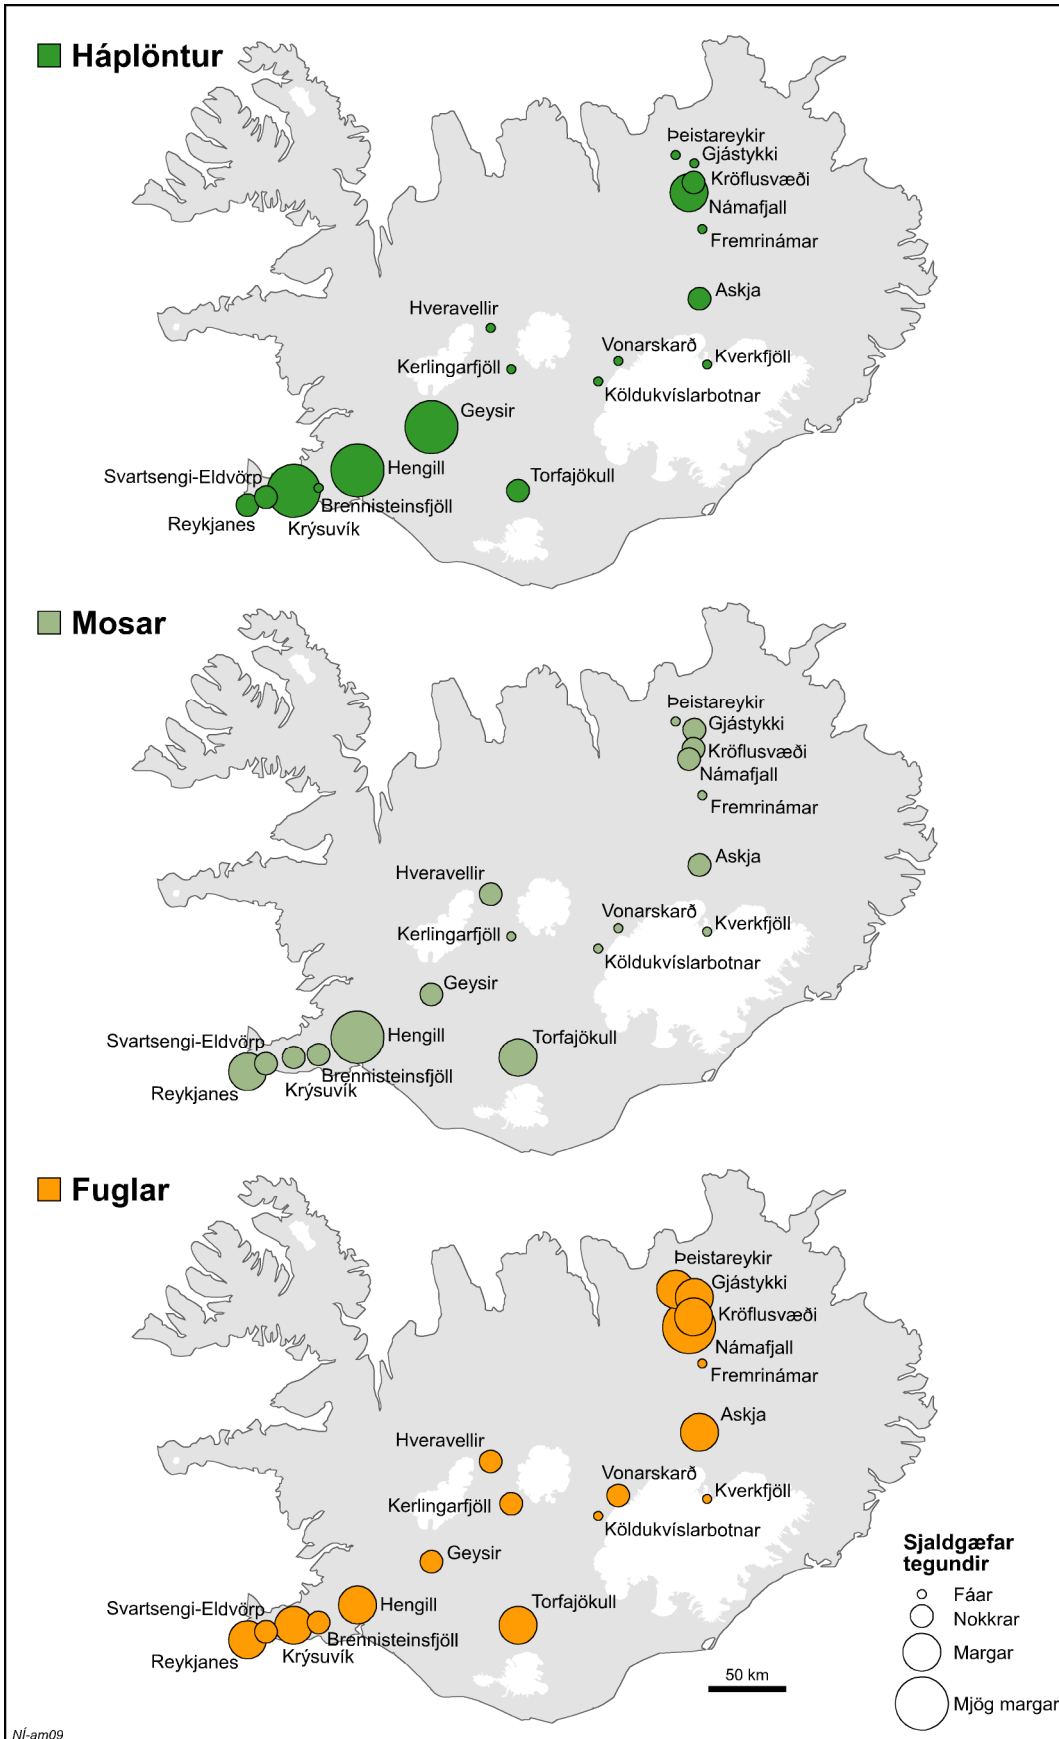 Háplöntur
Þeistareykir
Gjástykki
Kröflusvæði
Námafjall
Fremrinámar
Askja
Hveravellir
Vonarskarð
Kverkfjöll
Kerlingarfjöll
Köldukvíslarbotnar
Geysir
Hengill
Svartsengi-Eldvörp
Torfajökull
Brennisteinsfjöll
Reykjanes
Krýsuvík
Mosar
Þeistareykir
Gjástykki
Kröflusvæði
Námafjall
Fremrinámar
Askja
Hveravellir
Vonarskarð
Kverkfjöll
Kerlingarfjöll
Köldukvíslarbotnar
Geysir
Hengill
Svartsengi-Eldvörp
Torfajökull
Brennisteinsfjöll
Reykjanes
Krýsuvík
Fuglar
Þeistareykir
Gjástykki
Kröflusvæði
Námafjall
Fremrinámar
Askja
Hveravellir
Vonarskarð
Kverkfjöll
Kerlingarfjöll
Köldukvíslarbotnar
Geysir
Hengill
Svartsengi-Eldvörp
Torfajökull
Brennisteinsfjöll
Reykjanes
Krýsuvík
Sjaldgæfar
tegundir
Fáar
Nokkrar
Margar
Mjög margar
50 km
NÍ-am09